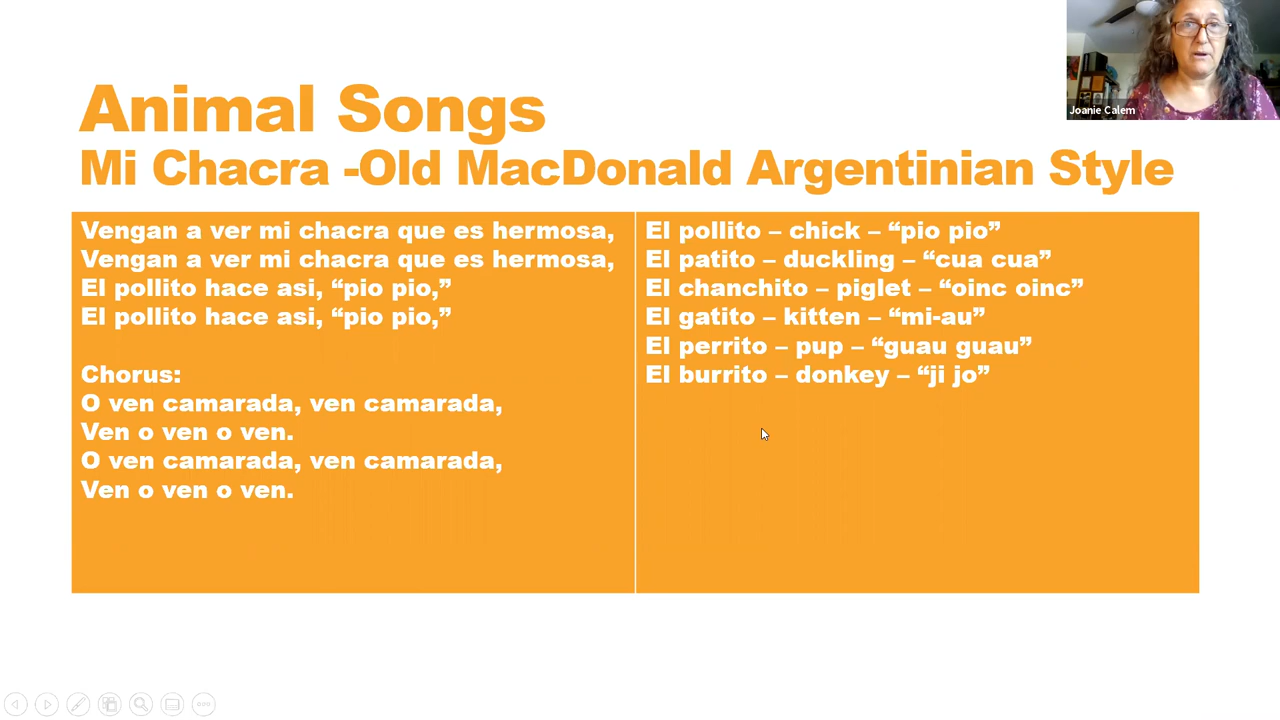 Joanie Calem
Animal Songs
Mi Chacra -Old MacDonald Argentinian Style
Vengan a ver mi chacra que es hermosa,
Vengan a ver mi chacra que es hermosa,
El pollito hace asi, “pio pio,”
El pollito hace asi, “pio pio,”
Chorus:
O ven camarada, ven camarada,
Ven o ven o ven.
O ven camarada, ven camarada,
Ven o ven o ven.
El pollito – chick – “pio pio”
El patito – duckling – “cua cua”
El chanchito – piglet – “oinc oinc”
El gatito – kitten – “mi-au”
El perrito – pup – “guau guau”
El burrito – donkey – “ji jo”